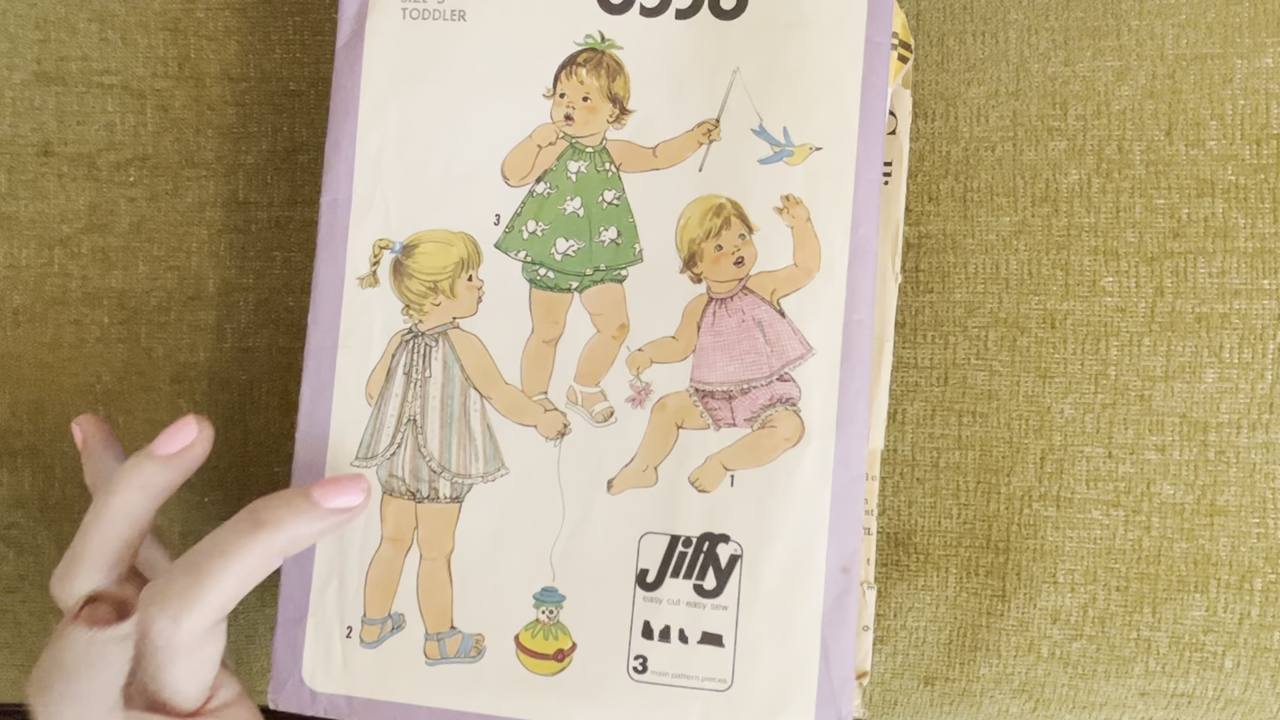 TODDLER
3
1
2
Jiffy
easy cut · easy sew
3 main pattern pieces